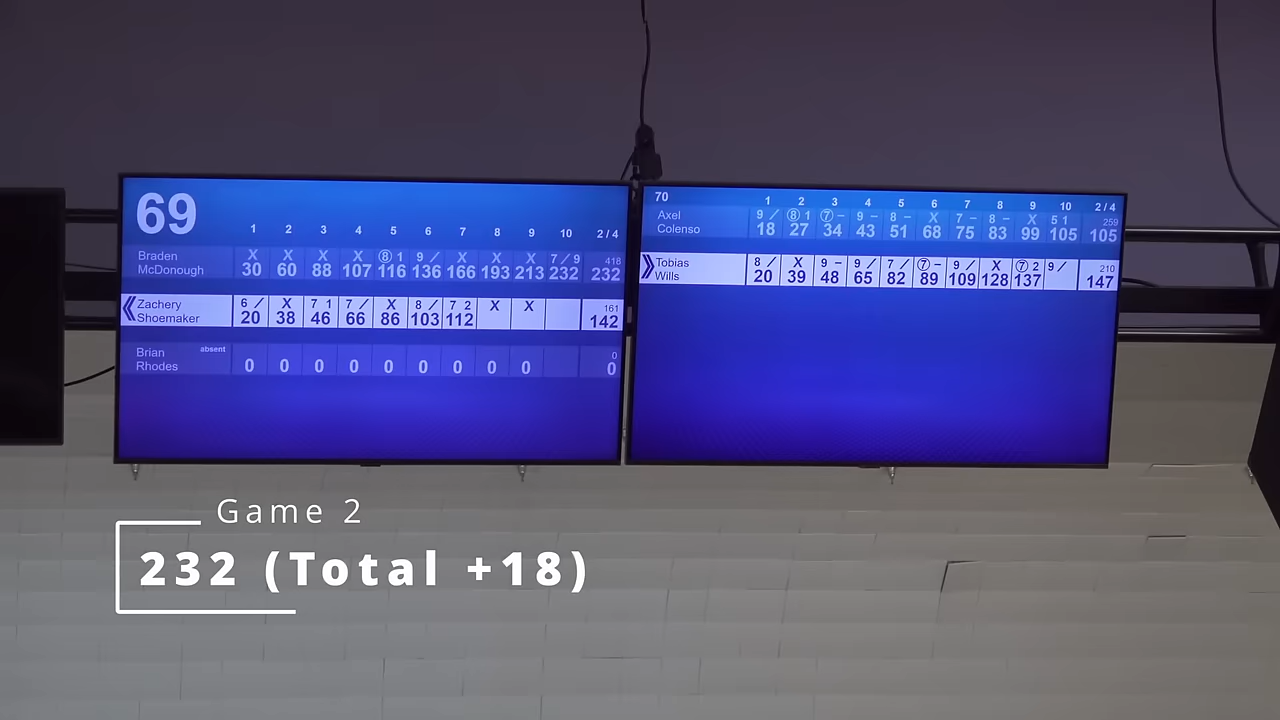 69
1 2 3 4 5 6 7 8 9 10 2/4
Braden
McDonough
X X X X ⑧ 1 9 / X X X 7 / 9 418
30 60 88 107 116 136 166 193 213 232 232
Zachery
Shoemaker
6 / X 7 1 7 / X 8 / 7 2 X X 161
20 38 46 66 86 103 112 142
Brian
Rhodes
absent
0
0 0 0 0 0 0 0 0 0 0
70
1 2 3 4 5 6 7 8 9 10 2/4
Axel
Colenso
9 / ⑧ 1 ⑦ – 9 – 8 – X 7 – 8 – X 5 1 259
18 27 34 43 51 68 75 83 99 105 105
Tobias
Wills
8 / X 9 – 9 / 7 / ⑦ – 9 / X ⑦ 2 9 / 210
20 39 48 65 82 89 109 128 137 147
Game 2
232 (Total +18)